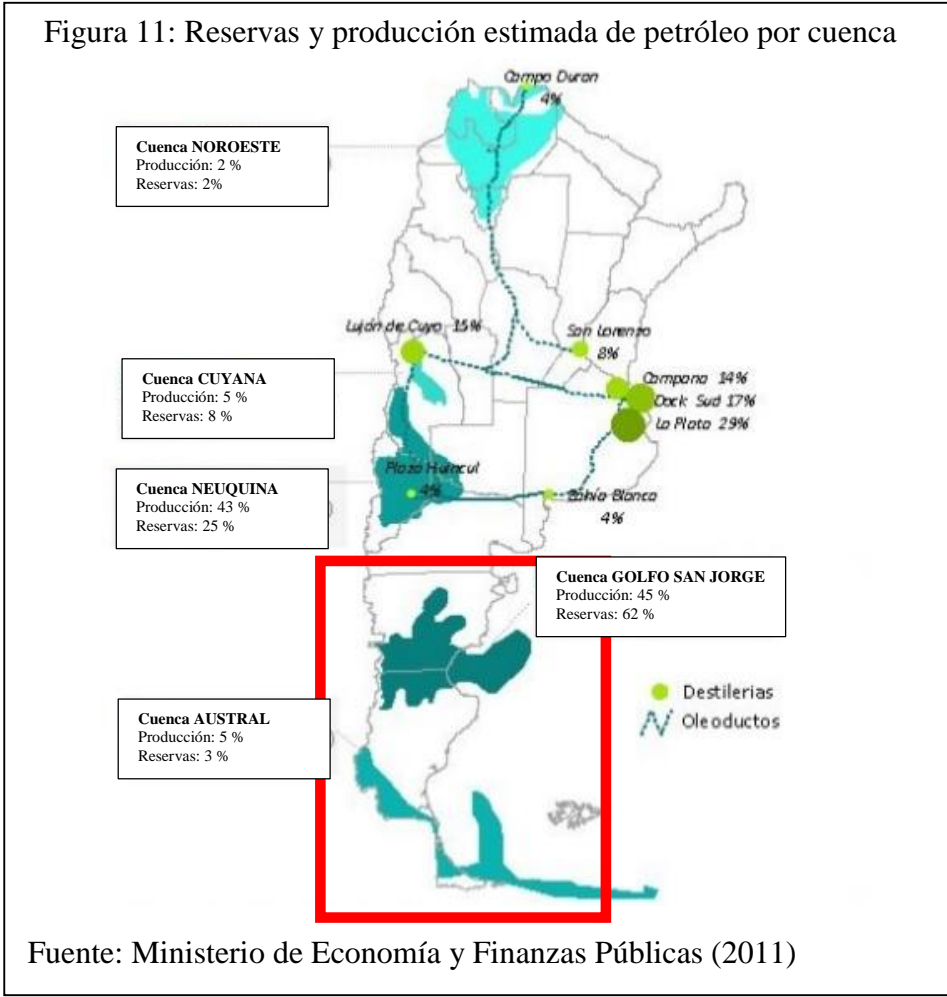 Figura 11: Reservas y producción estimada de petróleo por cuenca
Campo Duran
4%
Cuenca NOROESTE
Producción: 2 %
Reservas: 2%
Luján de Cuyo 15%
San Lorenzo
8%
Cuenca CUYANA
Producción: 5 %
Reservas: 8 %
Campana 14%
Dock Sud 17%
La Plata 29%
Plaza Huincul
4%
Cuenca NEUQUINA
Producción: 43 %
Reservas: 25 %
Bahía Blanca
4%
Cuenca GOLFO SAN JORGE
Producción: 45 %
Reservas: 62 %
Destilerias
Oleoductos
Cuenca AUSTRAL
Producción: 5 %
Reservas: 3 %
Fuente: Ministerio de Economía y Finanzas Públicas (2011)